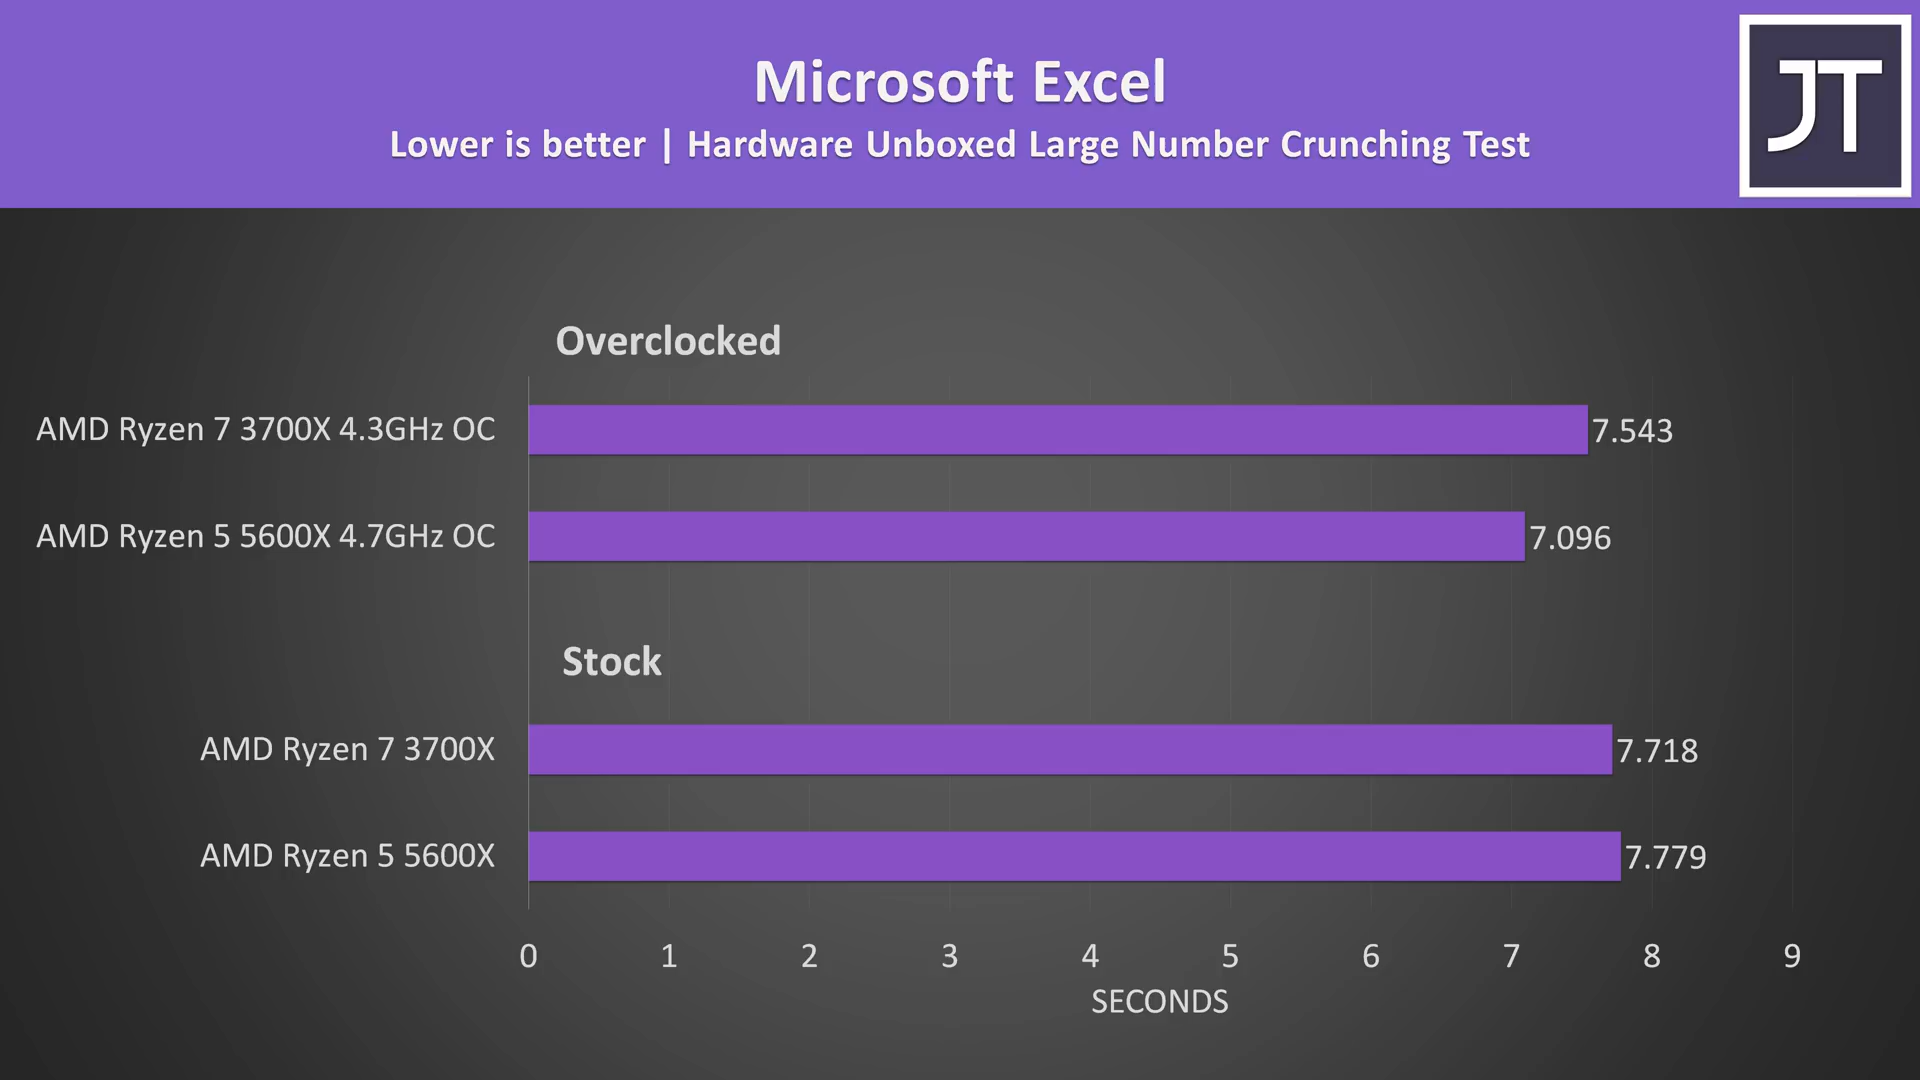 Microsoft Excel
Lower is better | Hardware Unboxed Large Number Crunching Test
JT
Overclocked
AMD Ryzen 7 3700X 4.3GHz OC
7.543
AMD Ryzen 5 5600X 4.7GHz OC
7.096
Stock
AMD Ryzen 7 3700X
7.718
AMD Ryzen 5 5600X
7.779
0 1 2 3 4 5 6 7 8 9
SECONDS